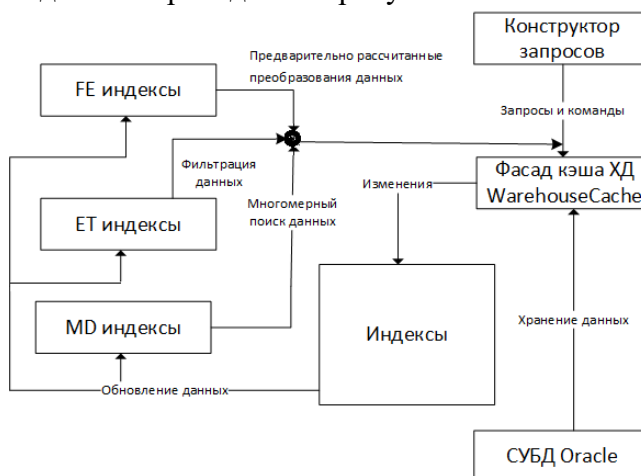 Конструктор
запросов
Предварительно рассчитанные
преобразования данных
FE индексы
Запросы и команды
Фильтрация
данных
Фасад кэша ХД
WarehouseCache
Изменения
ET индексы
Многомерный
поиск данных
MD индексы
Индексы
Хранение данных
Обновление данных
СУБД Oracle